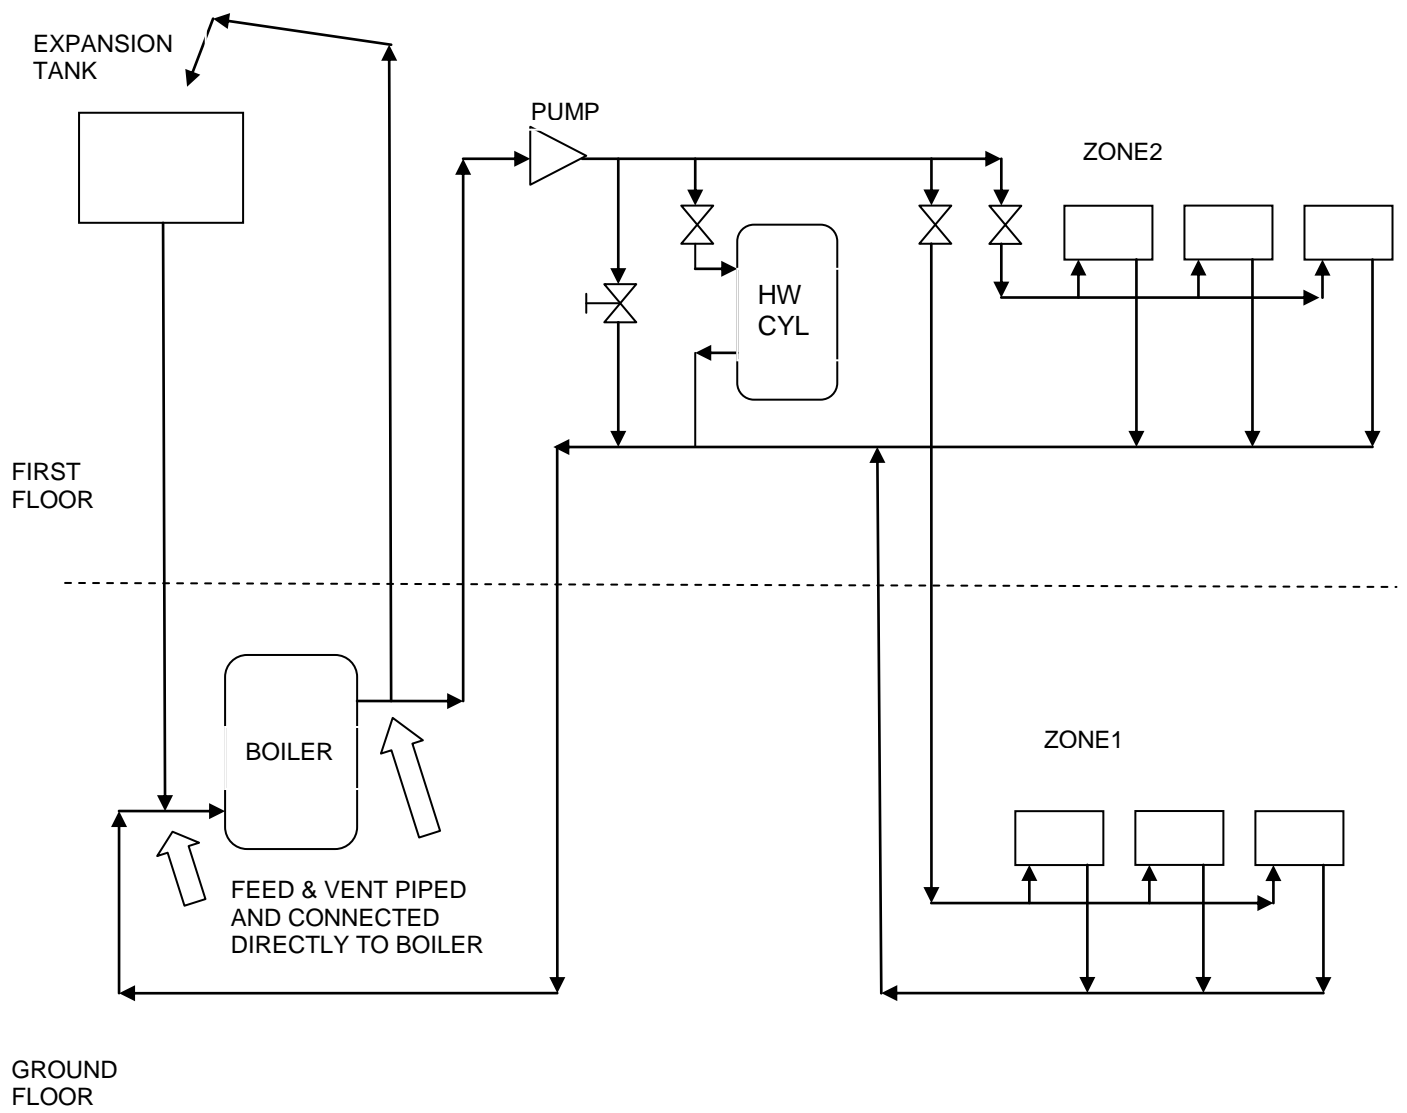 EXPANSION
TANK
PUMP
ZONE2
HW
CYL
FIRST
FLOOR
BOILER
ZONE1
FEED & VENT PIPED
AND CONNECTED
DIRECTLY TO BOILER
GROUND
FLOOR